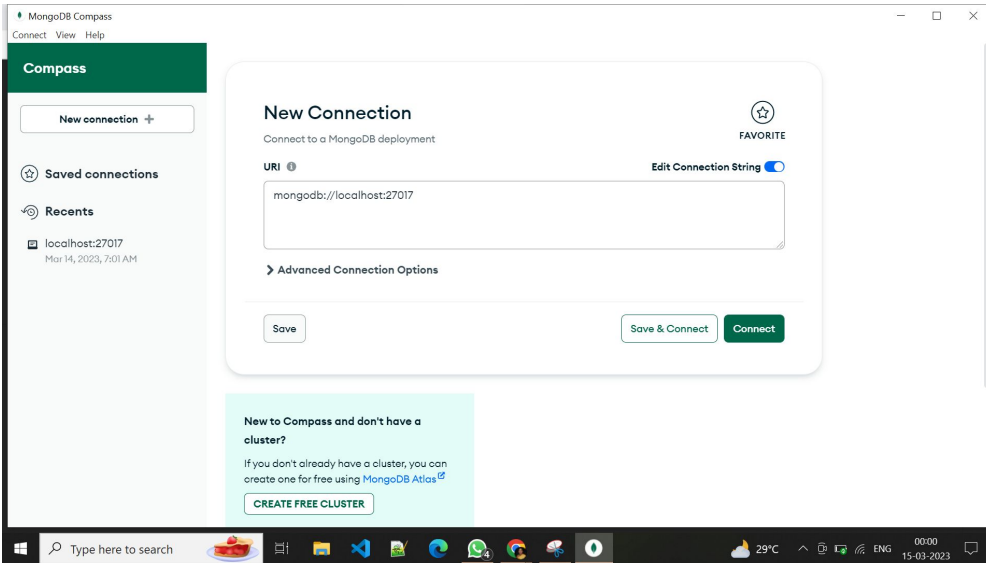 MongoDB Compass
Connect View Help
Compass
New connection +
Saved connections
Recents
localhost:27017
Mar 14, 2023, 7:01 AM
New Connection
Connect to a MongoDB deployment
FAVORITE
URI
Edit Connection String
mongodb://localhost:27017
Advanced Connection Options
Save
Save & Connect
Connect
New to Compass and don't have a
cluster?
If you don't already have a cluster, you can
create one for free using MongoDB Atlas
CREATE FREE CLUSTER
Type here to search
4
29°C
ENG
00:00
15-03-2023